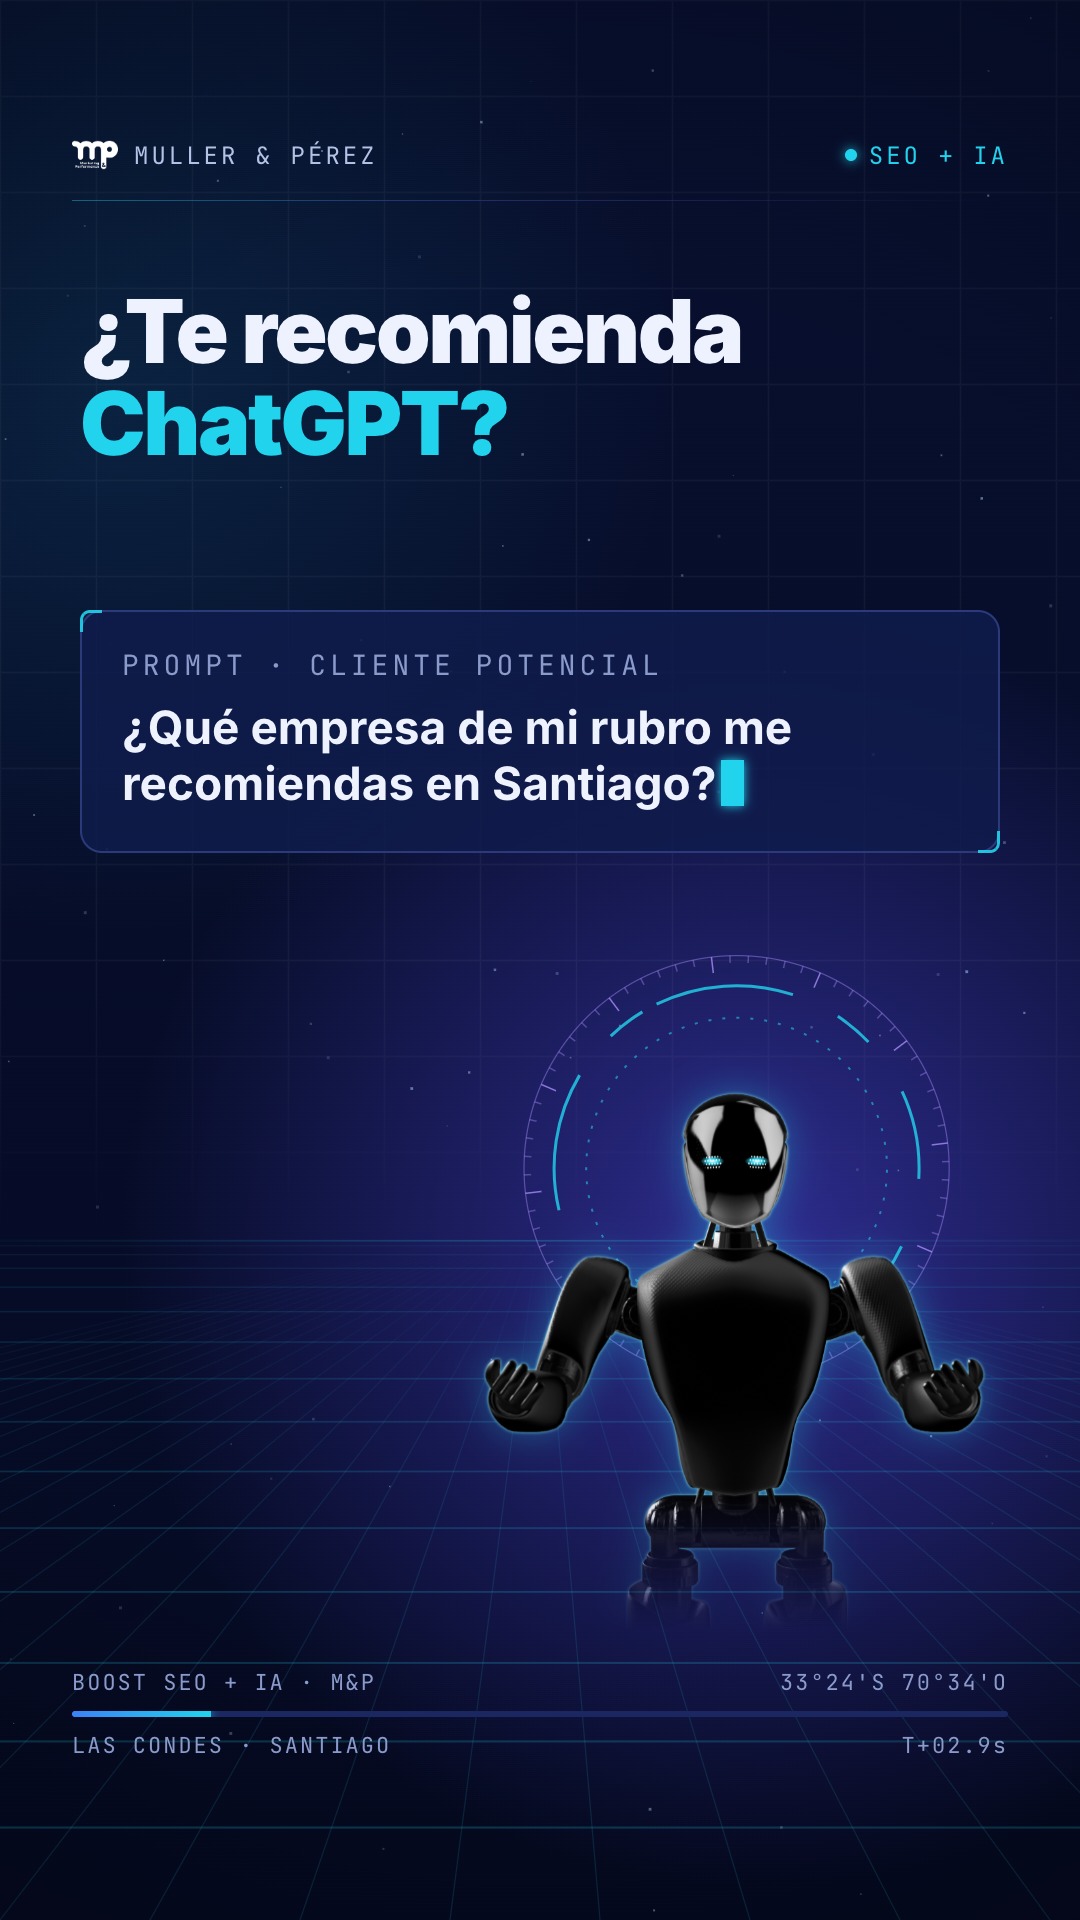 mp
MULLER & PÉREZ
SEO + IA
¿Te recomienda
ChatGPT?
PROMPT · CLIENTE POTENCIAL
¿Qué empresa de mi rubro me
recomiendas en Santiago?
BOOST SEO + IA · M&P
33°24'S 70°34'O
LAS CONDES · SANTIAGO
T+02.9s